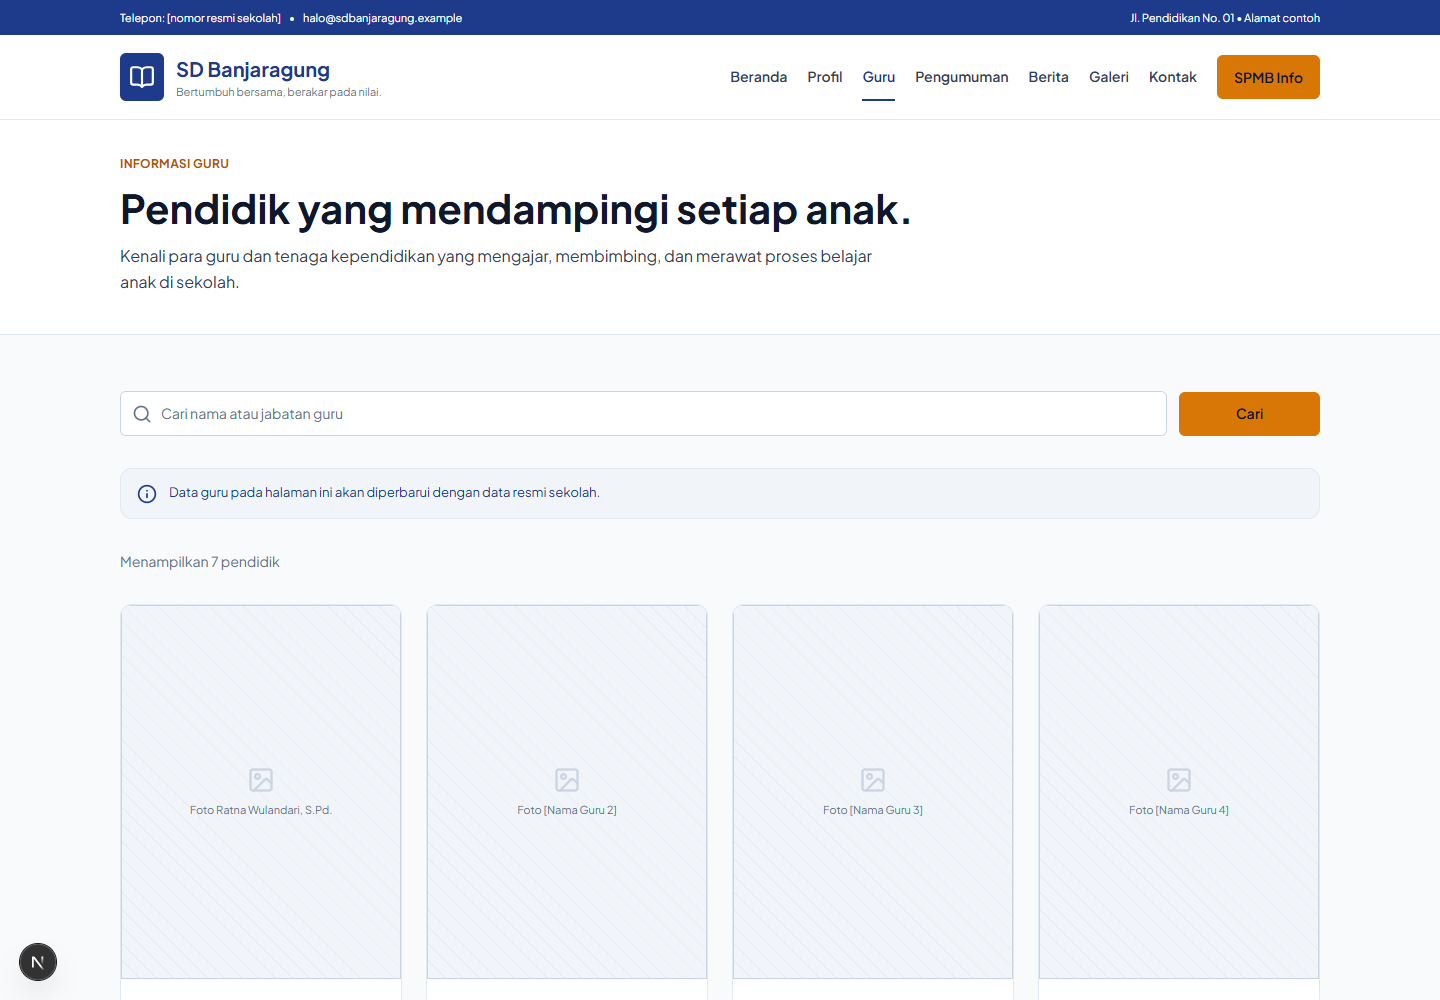 Telepon: [nomor resmi sekolah] • halo@sdbanjaragung.example
Jl. Pendidikan No. 01 • Alamat contoh
SD Banjaragung
Bertumbuh bersama, berakar pada nilai.
Beranda Profil Guru Pengumuman Berita Galeri Kontak SPMB Info
INFORMASI GURU
Pendidik yang mendampingi setiap anak.
Kenali para guru dan tenaga kependidikan yang mengajar, membimbing, dan merawat proses belajar
anak di sekolah.
Cari nama atau jabatan guru
Cari
Data guru pada halaman ini akan diperbarui dengan data resmi sekolah.
Menampilkan 7 pendidik
Foto Ratna Wulandari, S.Pd.
Foto [Nama Guru 2]
Foto [Nama Guru 3]
Foto [Nama Guru 4]
N